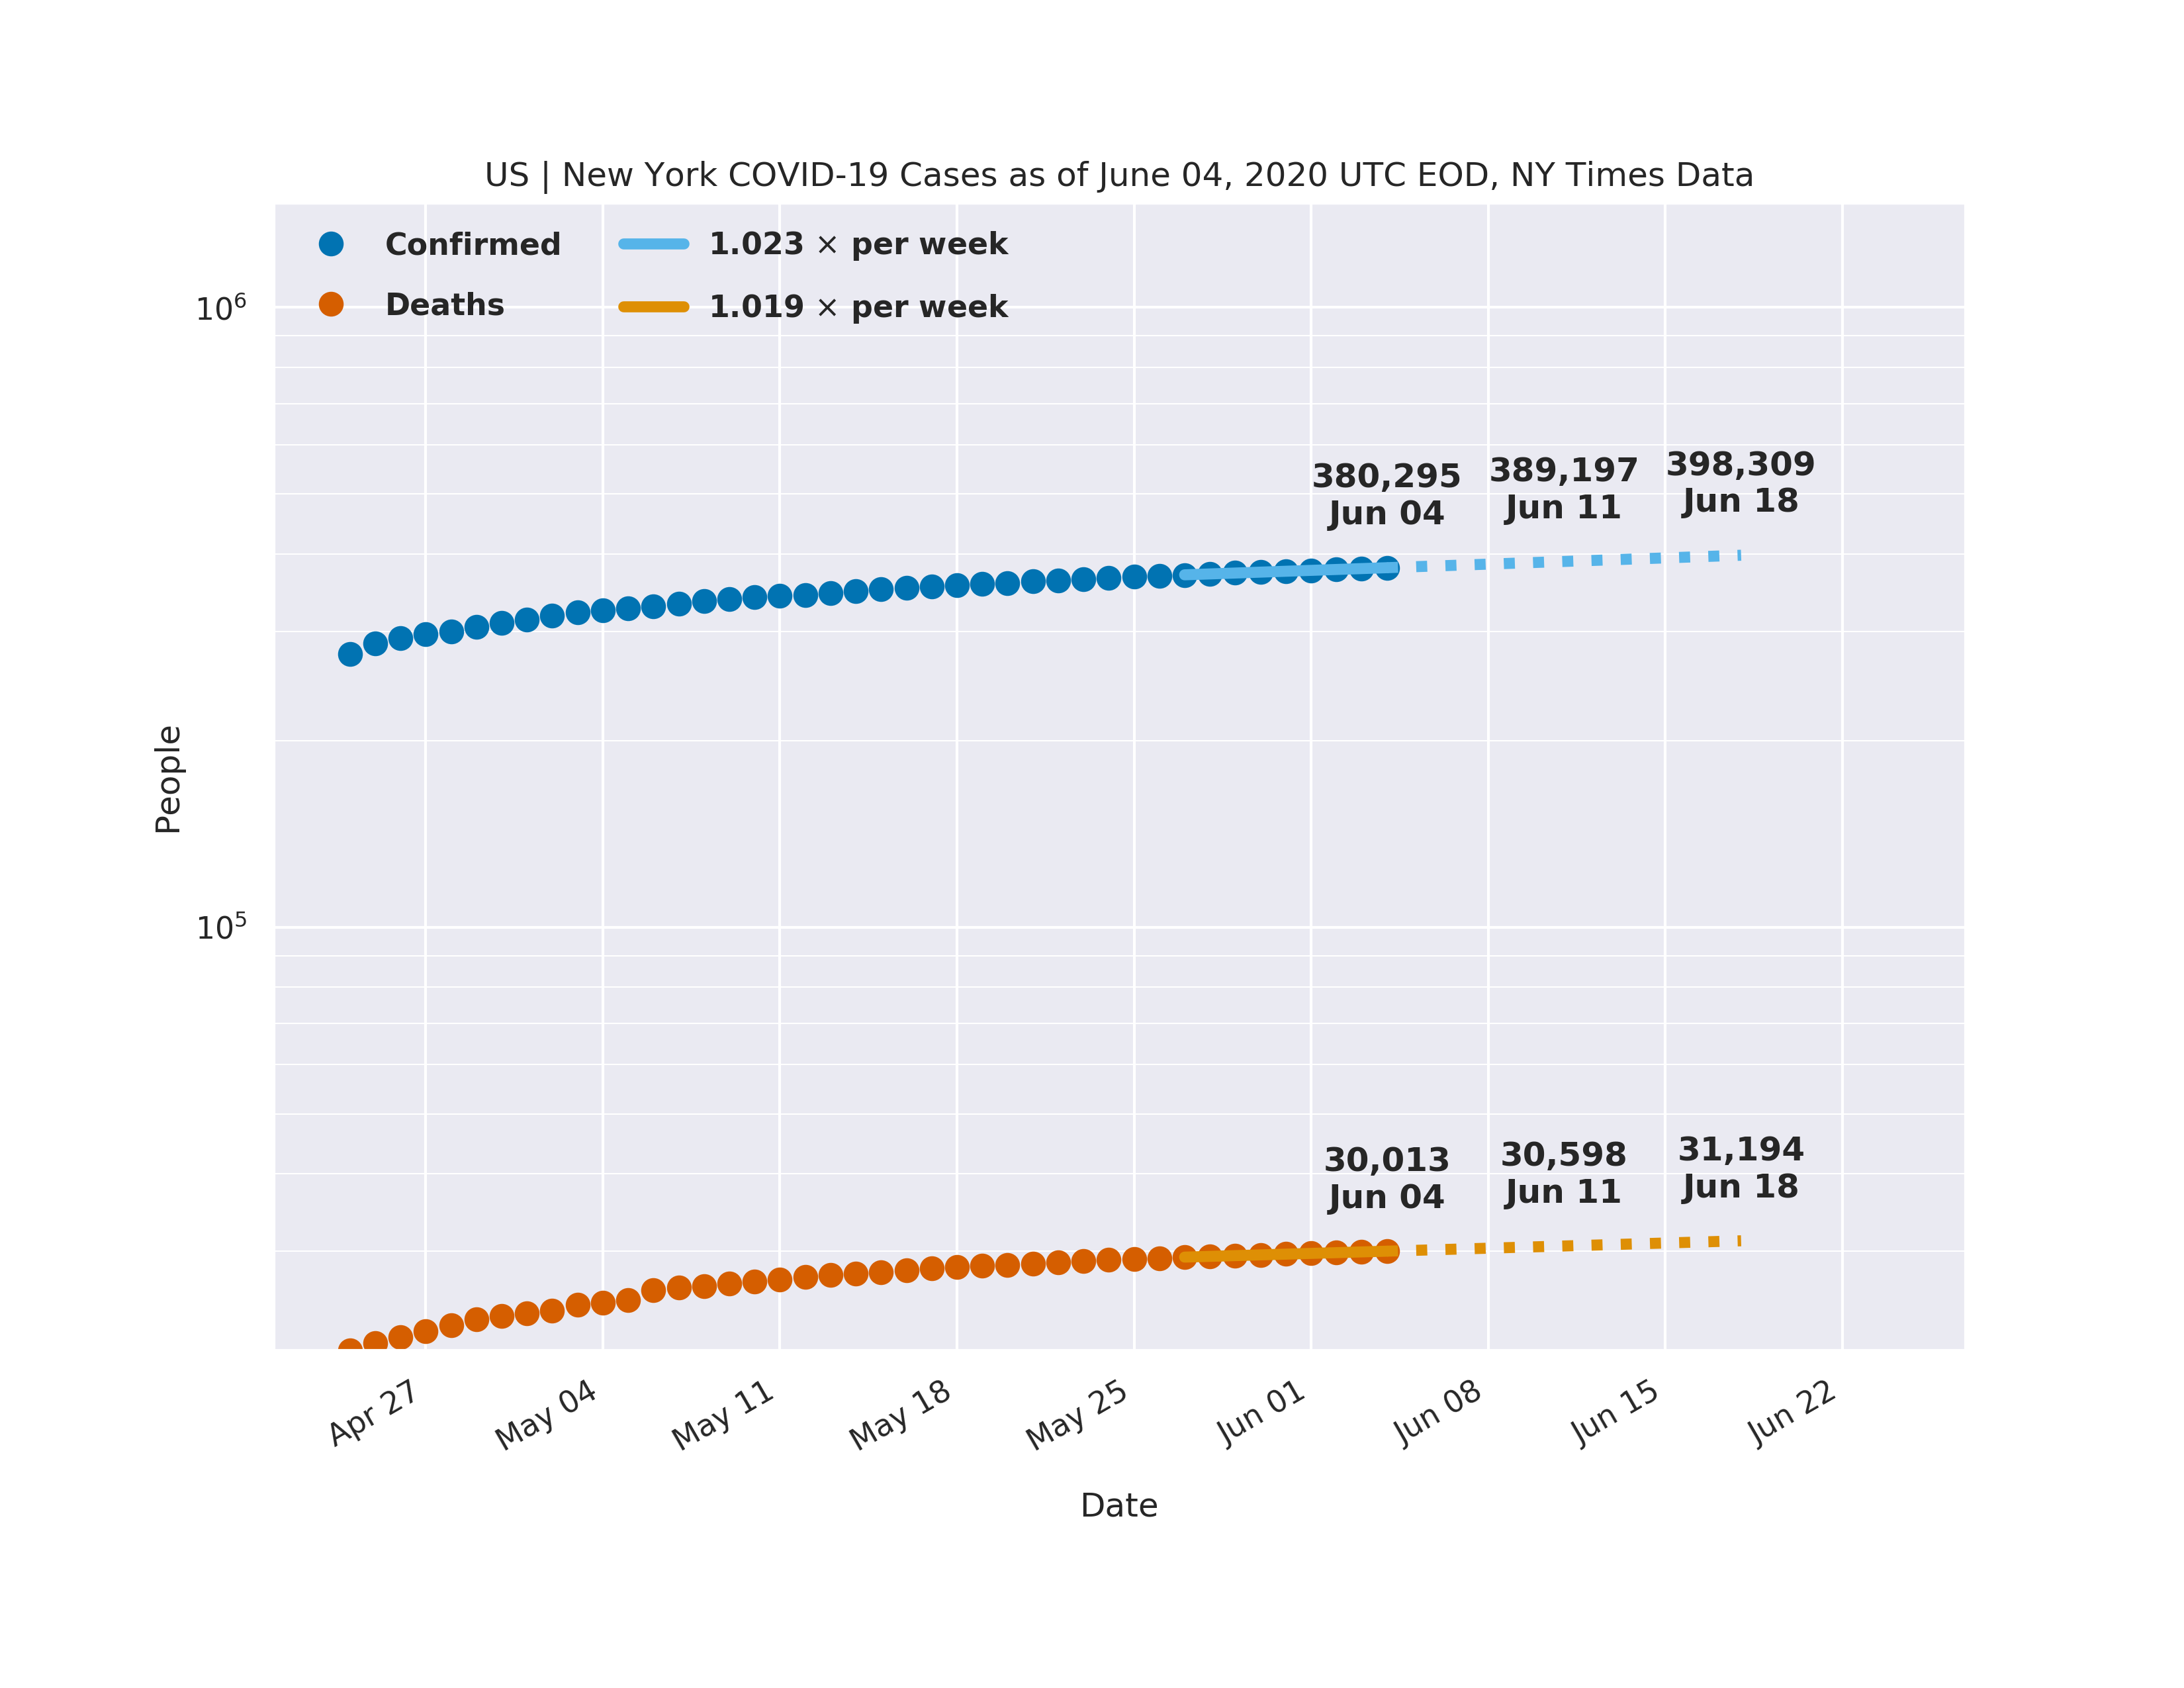 US | New York COVID-19 Cases as of June 04, 2020 UTC EOD, NY Times Data
Confirmed
Deaths
1.023 × per week
1.019 × per week
10⁶
10⁵
People
380,295
Jun 04
389,197
Jun 11
398,309
Jun 18
30,013
Jun 04
30,598
Jun 11
31,194
Jun 18
Apr 27
May 04
May 11
May 18
May 25
Jun 01
Jun 08
Jun 15
Jun 22
Date